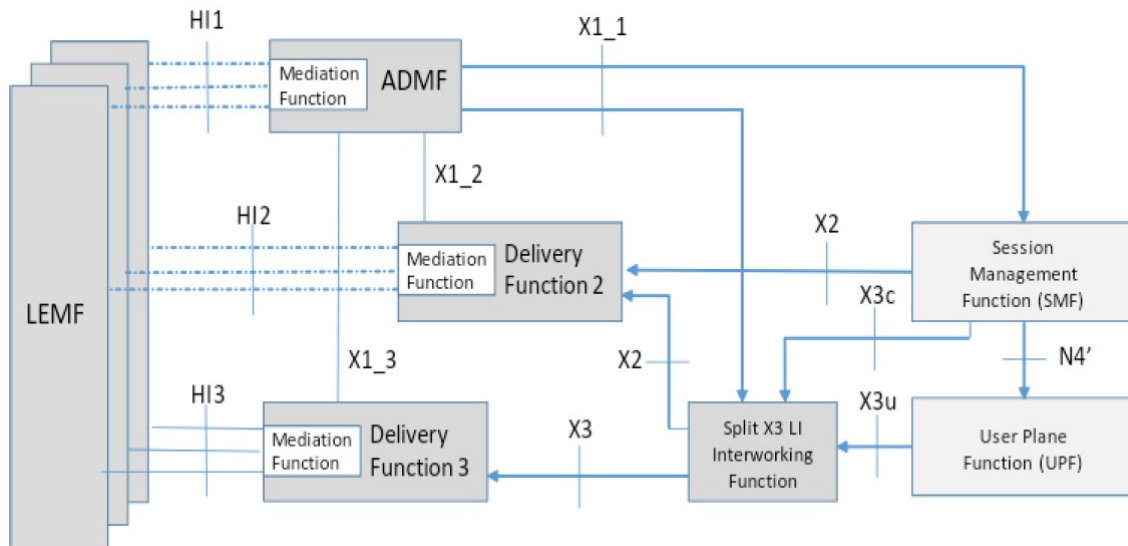 HI1
X1_1
Mediation
Function
ADMF
X1_2
HI2
X2
Mediation
Function
Delivery
Function 2
Session
Management
Function (SMF)
X3c
LEMF
X1_3
X2
N4’
HI3
X3
X3u
Mediation
Function
Delivery
Function 3
Split X3 LI
Interworking
Function
User Plane
Function (UPF)